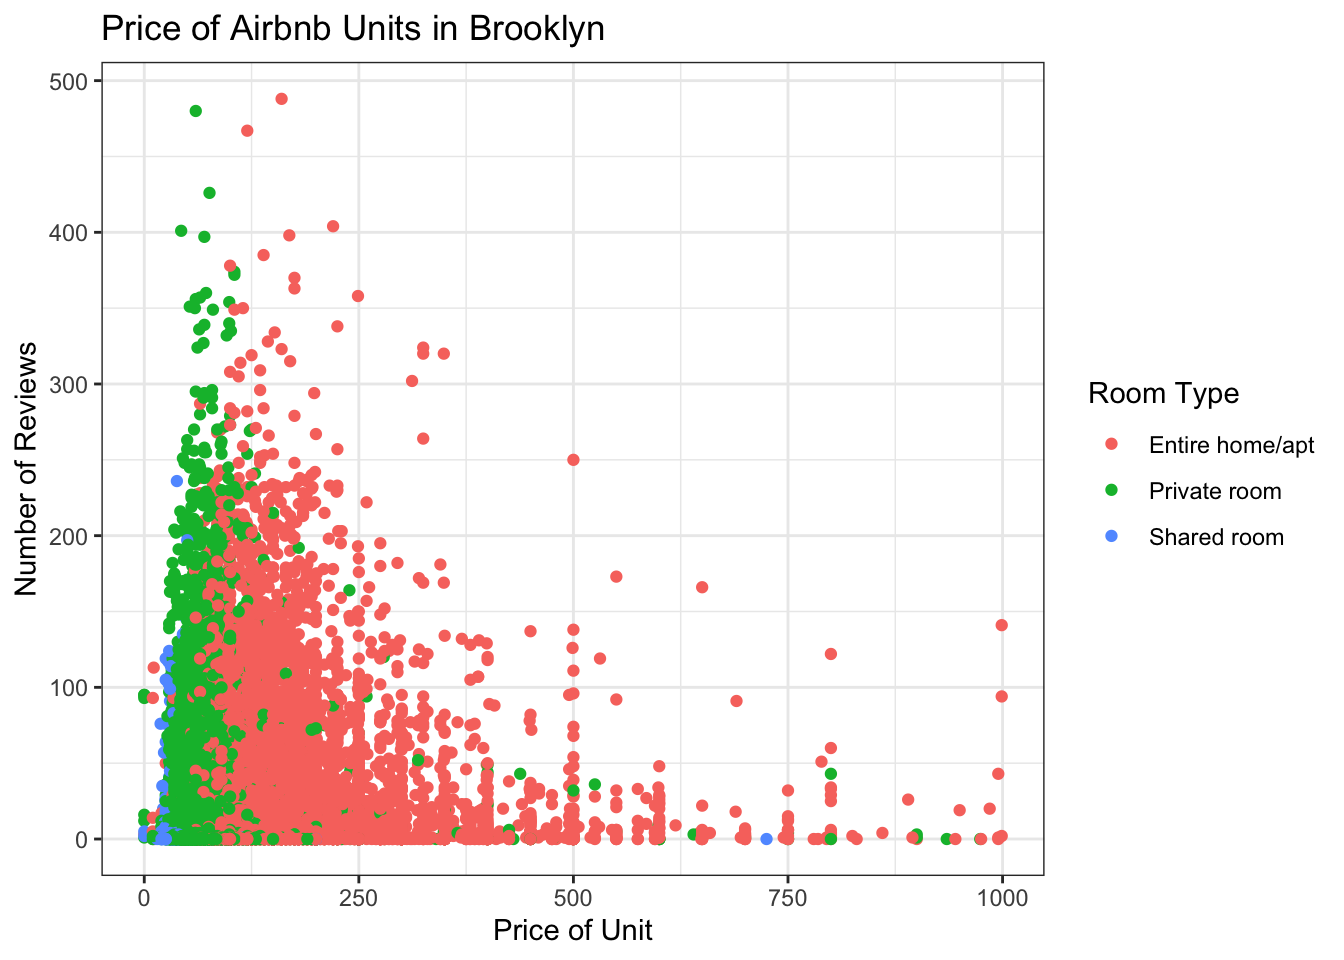 Price of Airbnb Units in Brooklyn
500
400
300
200
100
0
Number of Reviews
0 250 500 750 1000
Price of Unit
Room Type
Entire home/apt
Private room
Shared room